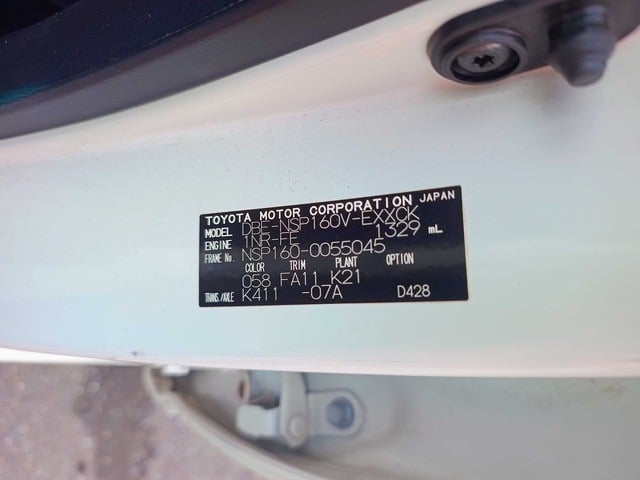 TOYOTA MOTOR CORPORATION JAPAN
MODEL DBE-NSP160V-EXXCK
ENGINE 1NR-FE 1329 mL
FRAME No. NSP160-0055045
COLOR TRIM PLANT OPTION
058 FA11 K21
TRANS./AXLE K411 -07A D428